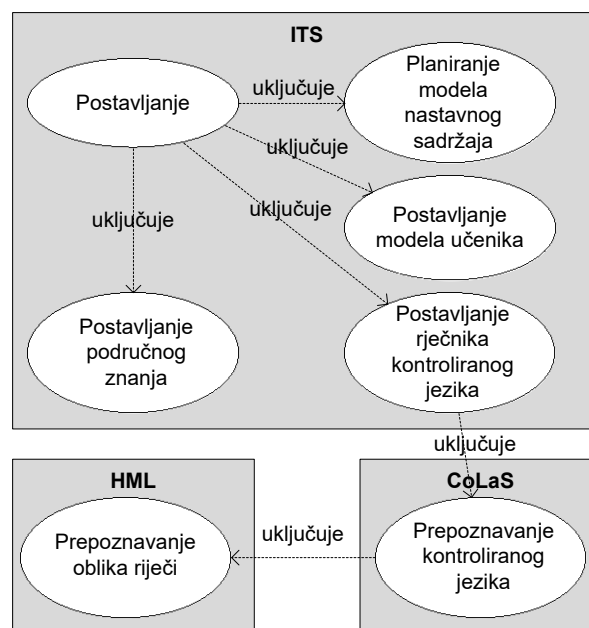 ITS
Postavljanje
uključuje
Planiranje
modela
nastavnog
sadržaja
uključuje
Postavljanje
modela učenika
uključuje
uključuje
Postavljanje
područnog
znanja
Postavljanje
rječnika
kontroliranog
jezika
uključuje
HML
CoLaS
Prepoznavanje
oblika riječi
uključuje
Prepoznavanje
kontroliranog
jezika